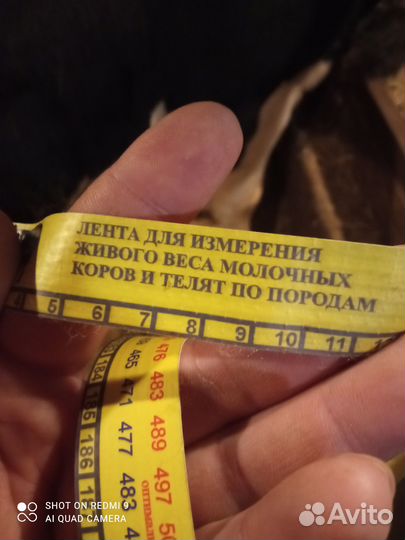 ЛЕНТА ДЛЯ ИЗМЕРЕНИЯ
ЖИВОГО ВЕСА МОЛОЧНЫХ
КОРОВ И ТЕЛЯТ ПО ПОРОДАМ
4 5 6 7 8 9 10 11
184 185 186
465 471 477 483
476 483 489 497
SHOT ON REDMI 9
AI QUAD CAMERA
Avito